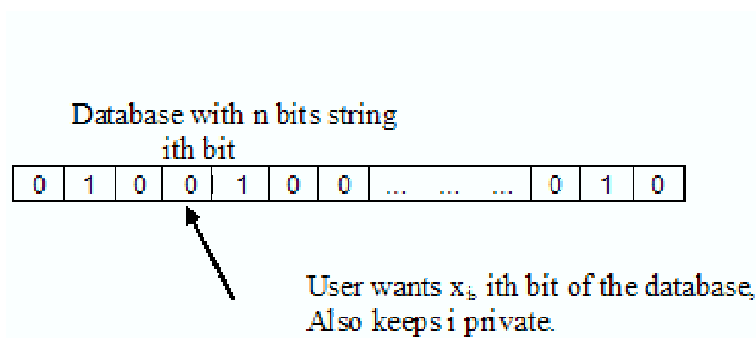 Database with n bits string
ith bit
0 1 0 0 1 0 0 ... ... ... 0 1 0
User wants xᵢ, ith bit of the database,
Also keeps i private.